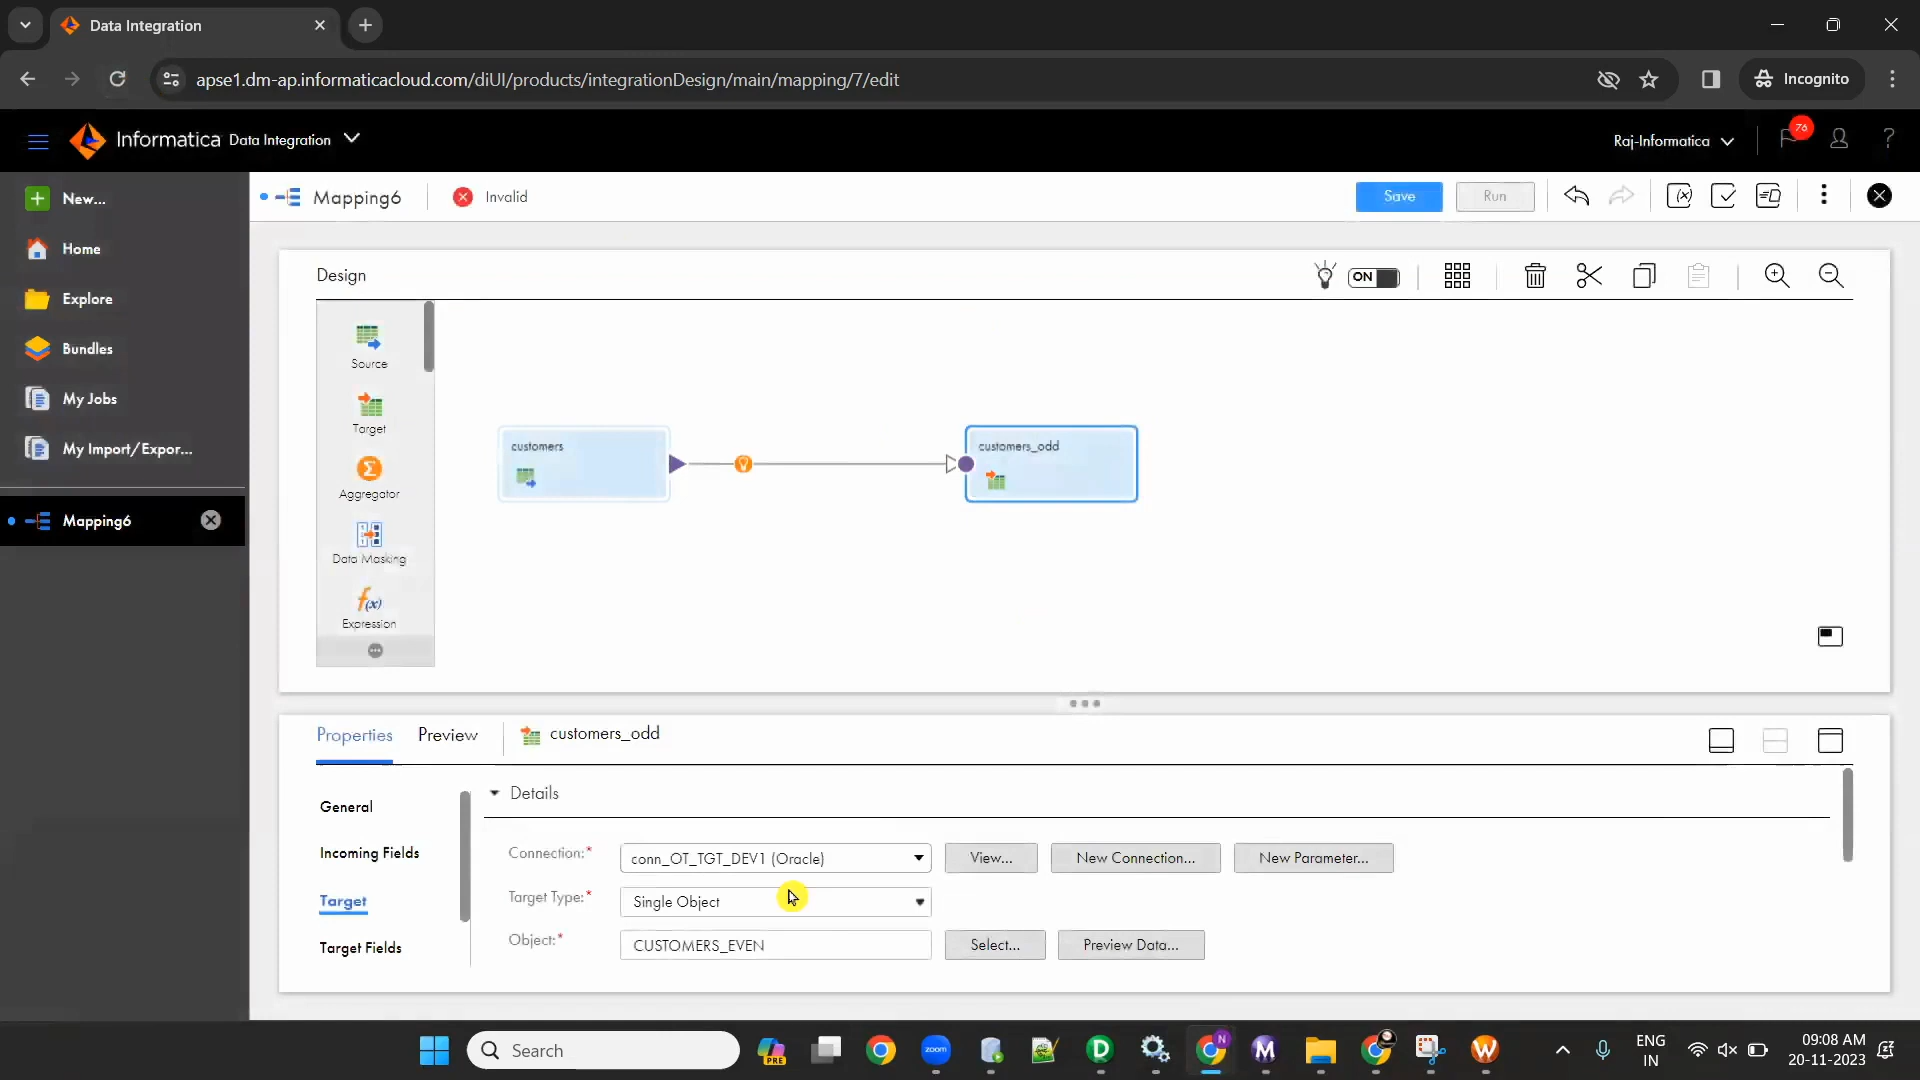 Data Integration
apse1.dm-ap.informaticacloud.com/diUI/products/integrationDesign/main/mapping/7/edit
Incognito
Informatica Data Integration
Raj-Informatica
76
?
New...
Mapping6
Invalid
Save
Run
Home
Explore
Bundles
My Jobs
My Import/Expor...
Mapping6
Design
ON
Source
Target
Aggregator
Data Masking
f(x)
Expression
customers
customers_odd
Properties
Preview
customers_odd
General
Incoming Fields
Target
Target Fields
Details
Connection:*
conn_OT_TGT_DEV1 (Oracle)
View...
New Connection...
New Parameter...
Target Type:*
Single Object
Object:*
CUSTOMERS_EVEN
Select...
Preview Data...
Search
PRE
zoom
D
N
M
W
ENG
IN
09:08 AM
20-11-2023